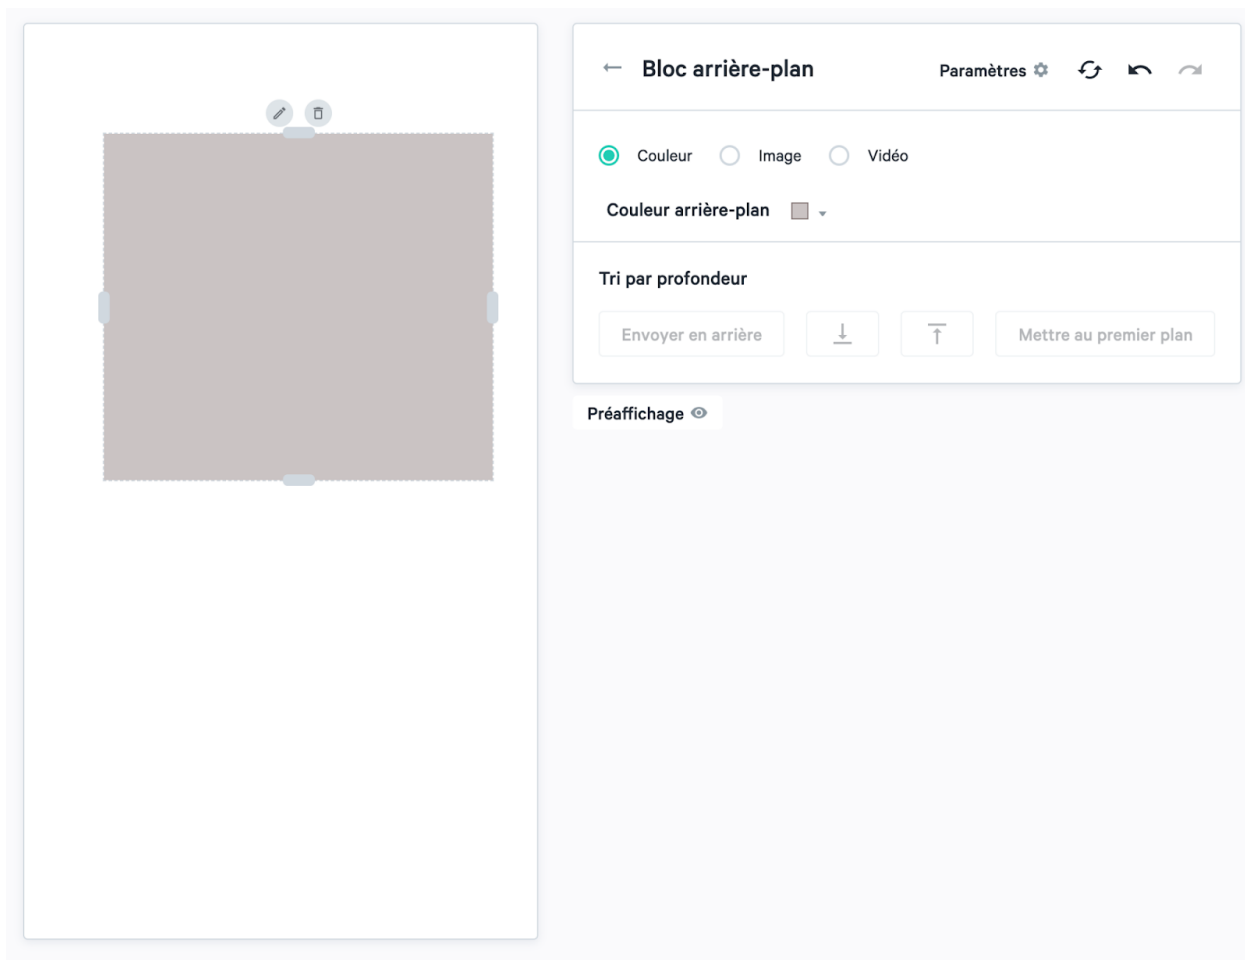 Bloc arrière-plan
Paramètres
Couleur
Image
Vidéo
Couleur arrière-plan
Tri par profondeur
Envoyer en arrière
Mettre au premier plan
Préaffichage